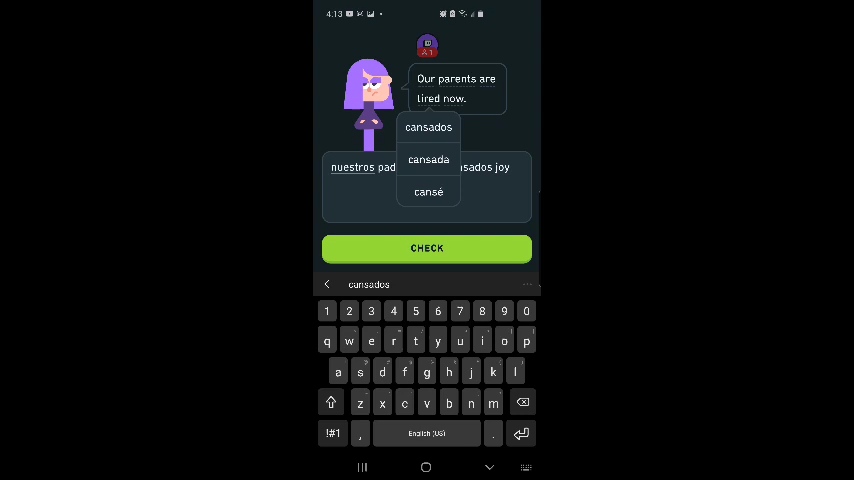 4:13
1
Our parents are
tired now.
cansados
cansada
cansé
nuestros pad sados joy
CHECK
cansados
1 2 3 4 5 6 7 8 9 0
q w e r t y u i o p
a s d f g h j k l
z x c v b n m
!#1 , English (US) .